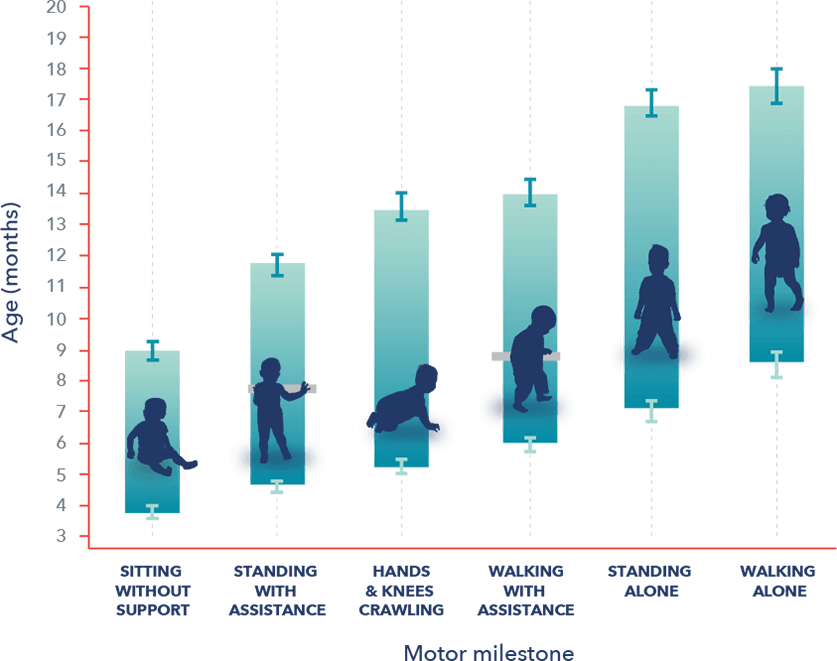 20
19
18
17
16
15
14
13
12
11
10
9
8
7
6
5
4
3
Age (months)
SITTING
WITHOUT
SUPPORT
STANDING
WITH
ASSISTANCE
HANDS
& KNEES
CRAWLING
WALKING
WITH
ASSISTANCE
STANDING
ALONE
WALKING
ALONE
Motor milestone